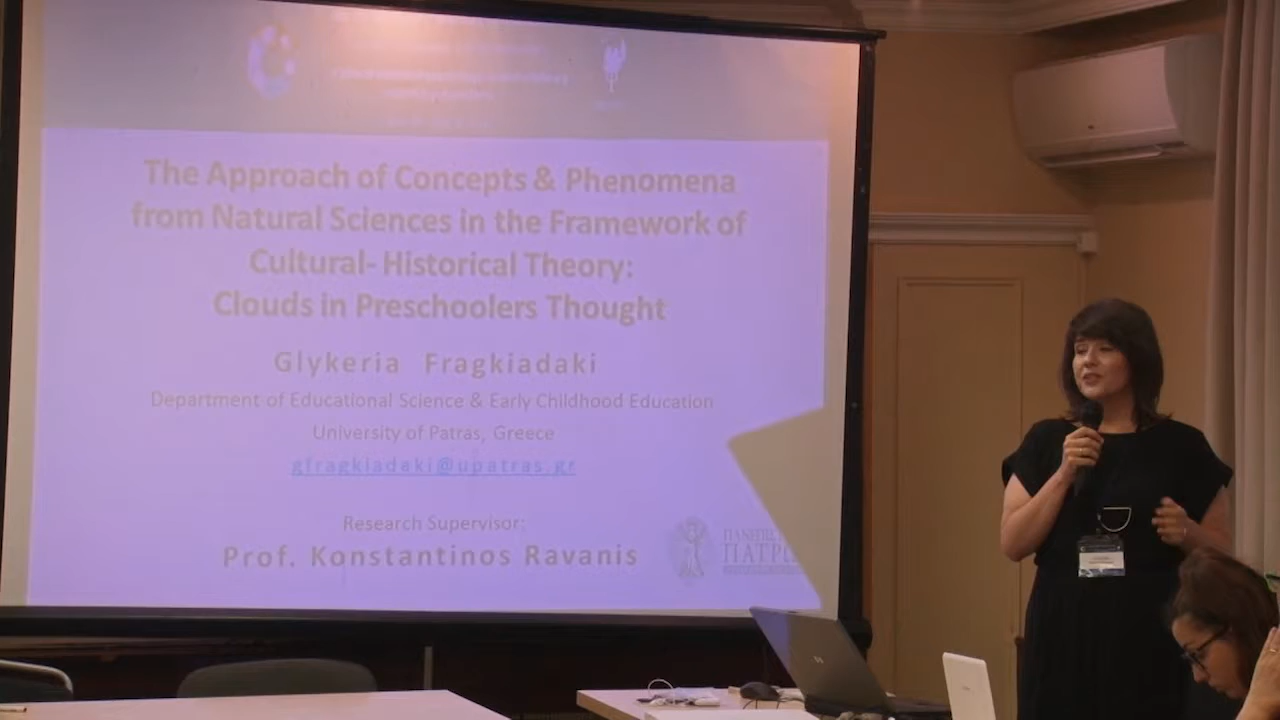 The Approach of Concepts & Phenomena
from Natural Sciences in the Framework of
Cultural- Historical Theory:
Clouds in Preschoolers Thought
Glykeria Fragkiadaki
Department of Educational Science & Early Childhood Education
University of Patras, Greece
gfragkiadaki@upatras.gr
Research Supervisor:
Prof. Konstantinos Ravanis